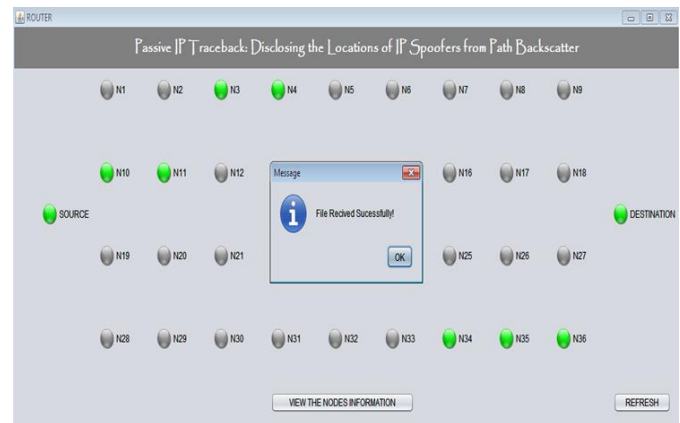 ROUTER
Passive IP Traceback: Disclosing the Locations of IP Spoofers from Path Backscatter
N1 N2 N3 N4 N5 N6 N7 N8 N9
N10 N11 N12 Message N16 N17 N18
File Recived Sucessfully!
SOURCE DESTINATION
N19 N20 N21 OK N25 N26 N27
N28 N29 N30 N31 N32 N33 N34 N35 N36
VIEW THE NODES INFORMATION REFRESH